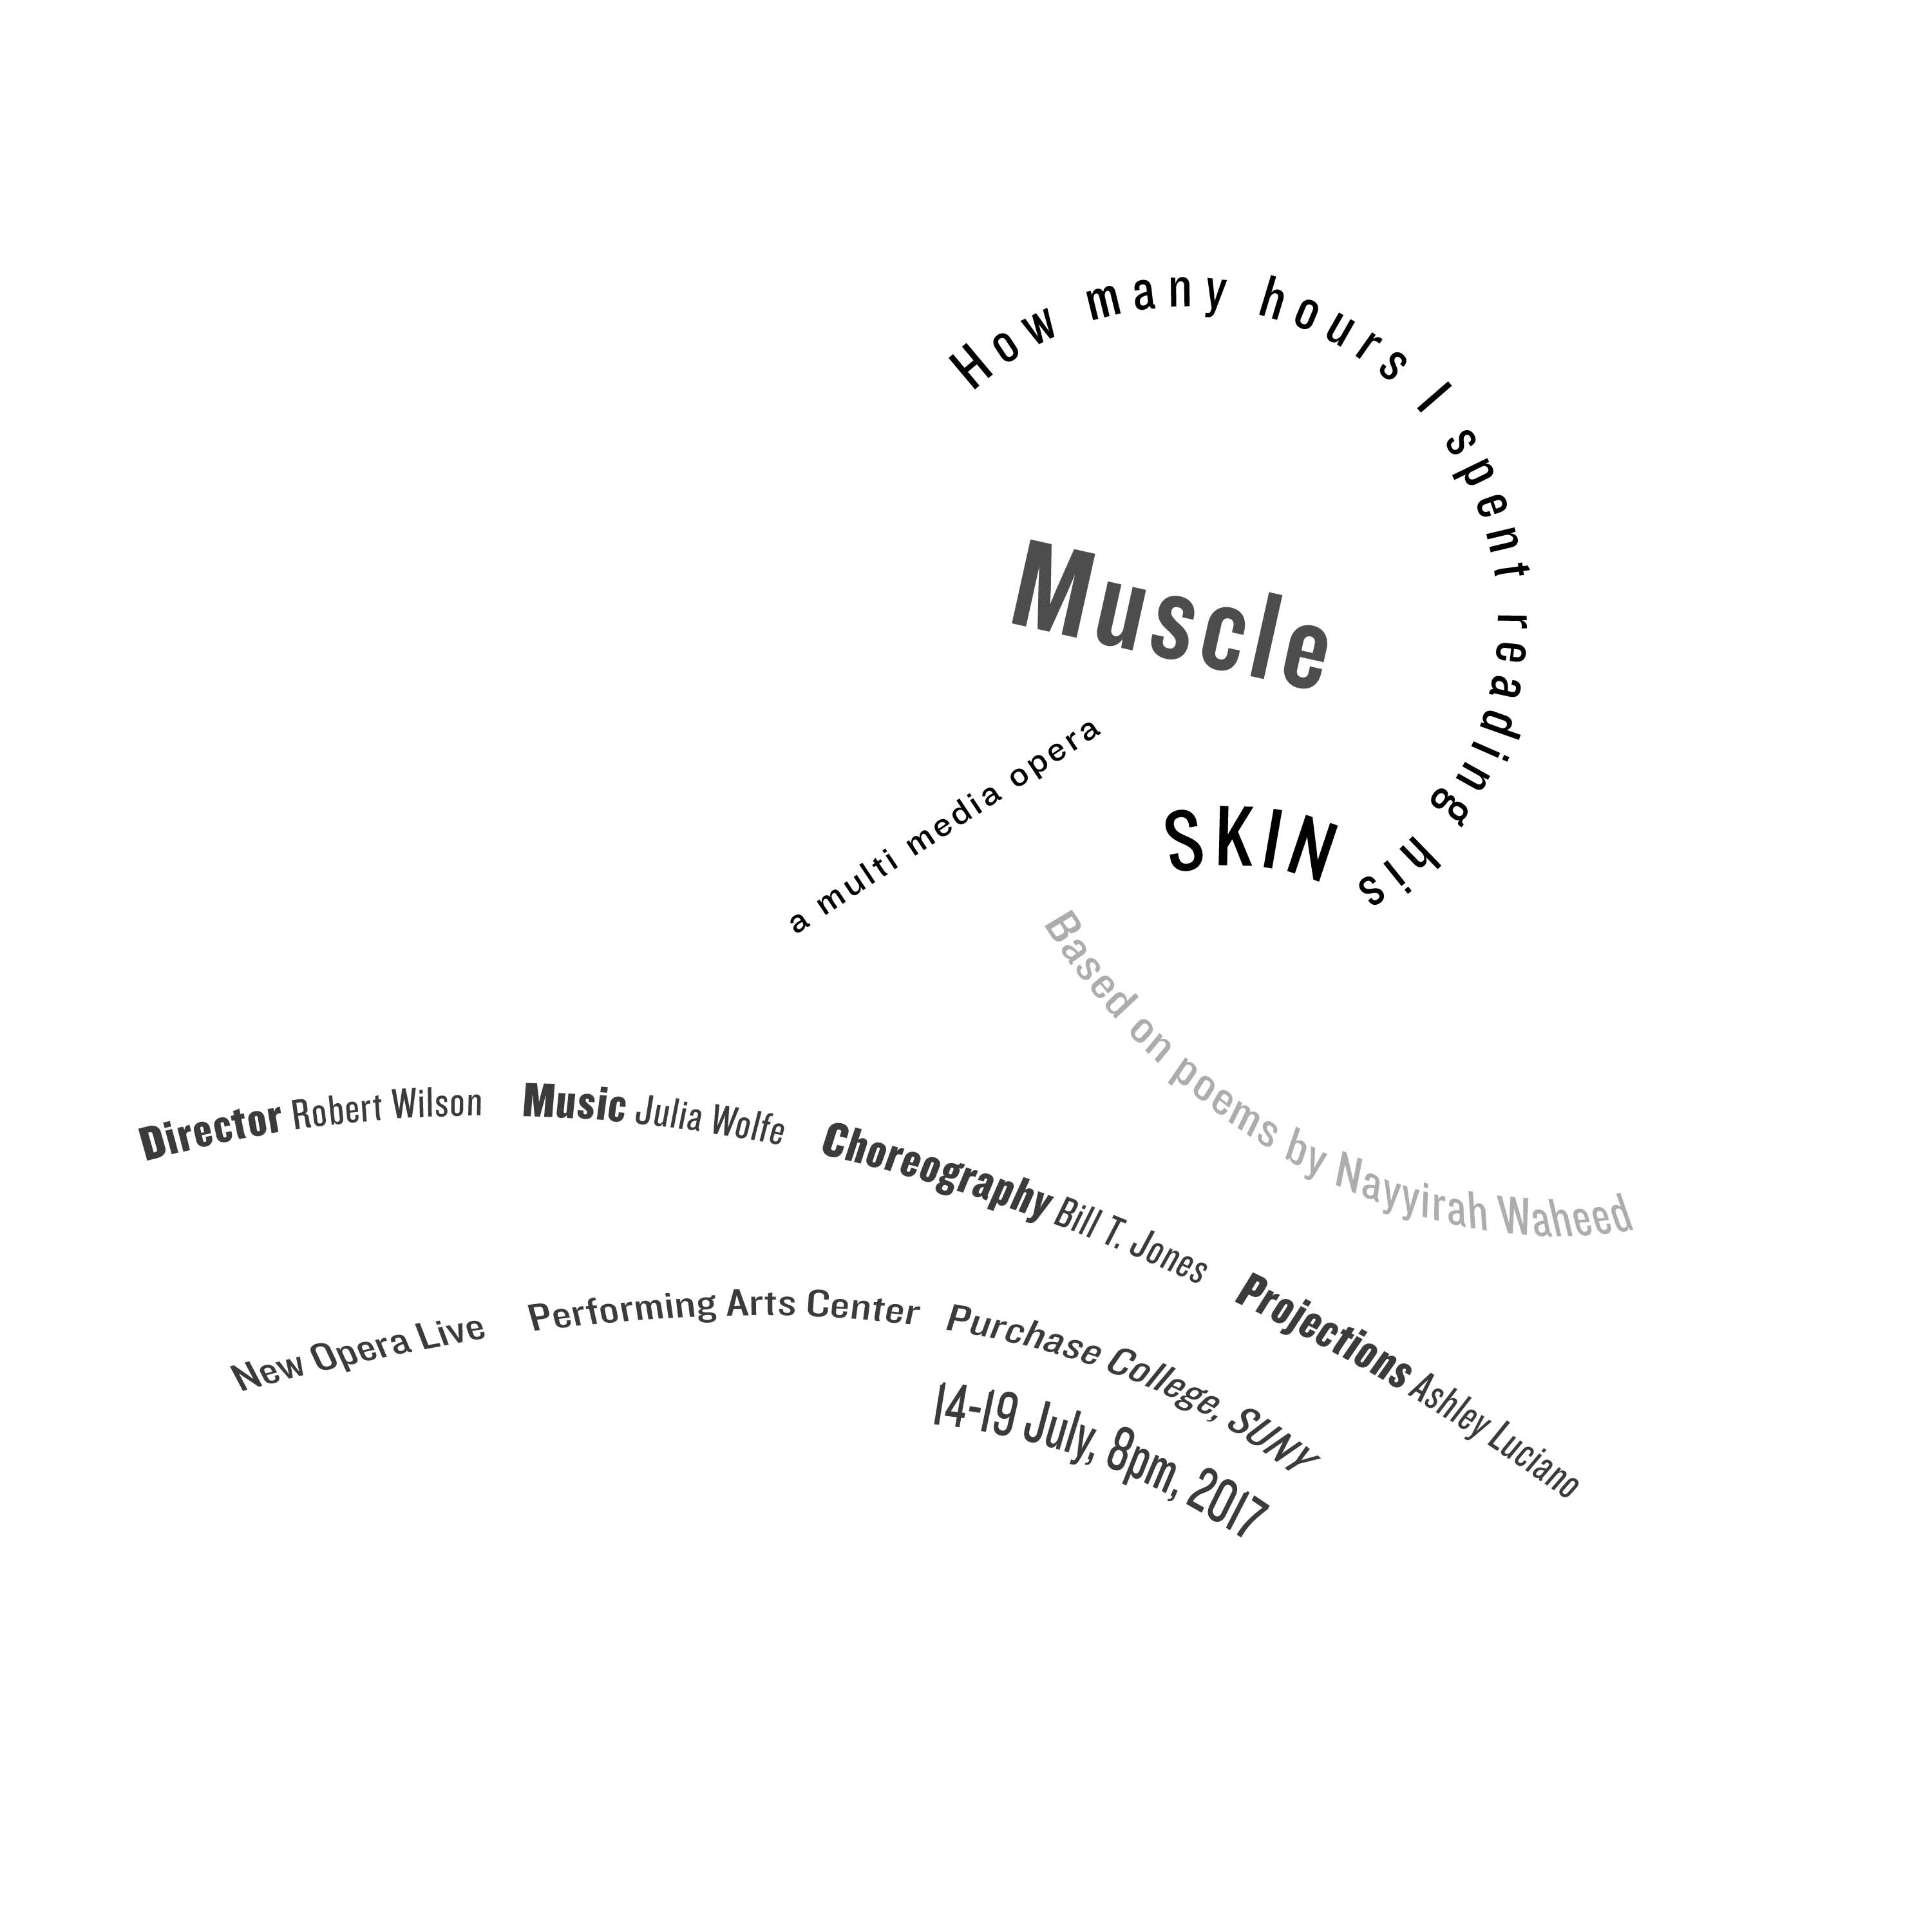 How many hours I spent reading his
SKIN
Muscle
a multi media opera
Based on poems by Nayyirah Waheed
Director Robert Wilson Music Julia Wolfe Choreography Bill T. Jones Projections Ashley Luciano
New Opera Live Performing Arts Center Purchase College, SUNY
14-19 July, 8pm, 2017